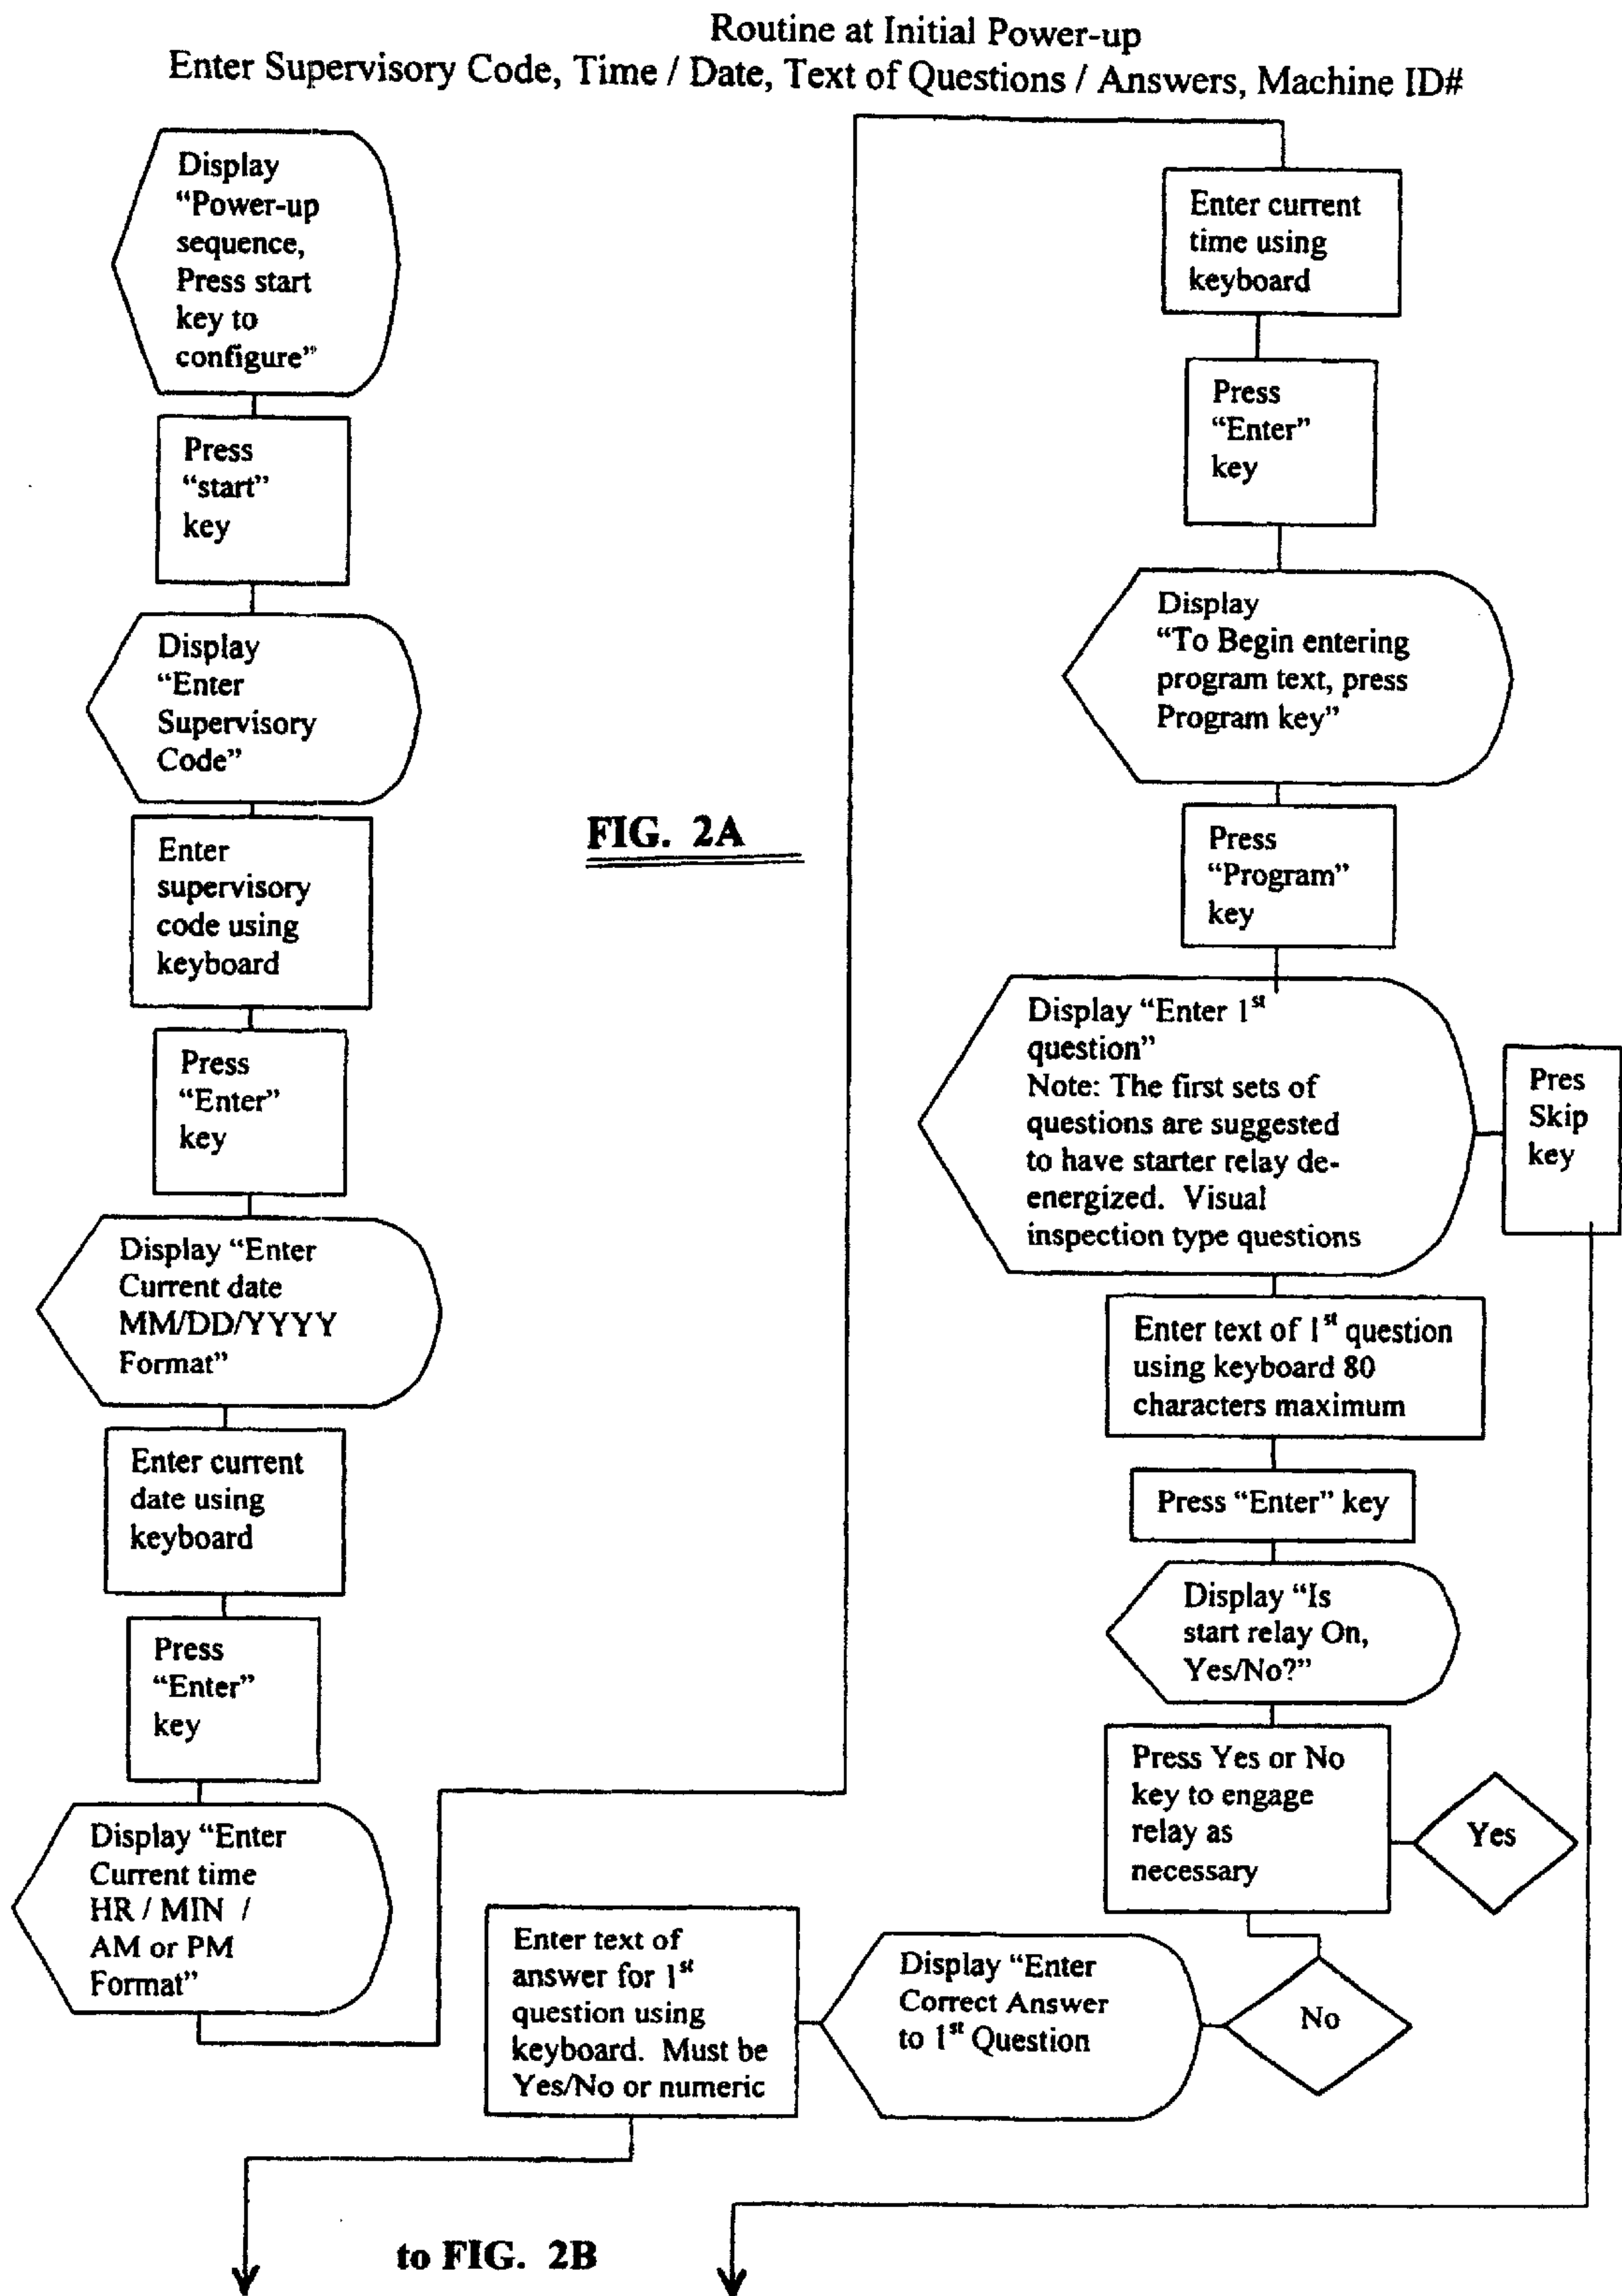 Routine at Initial Power-up
Enter Supervisory Code, Time / Date, Text of Questions / Answers, Machine ID#
Display
“Power-up
sequence,
Press start
key to
configure”
Press
“start”
key
Display
“Enter
Supervisory
Code”
Enter
supervisory
code using
keyboard
Press
“Enter”
key
Display “Enter
Current date
MM/DD/YYYY
Format”
Enter current
date using
keyboard
Press
“Enter”
key
Display “Enter
Current time
HR / MIN /
AM or PM
Format”
FIG. 2A
Enter current
time using
keyboard
Press
“Enter”
key
Display
“To Begin entering
program text, press
Program key”
Press
“Program”
key
Display “Enter 1st
question”
Note: The first sets of
questions are suggested
to have starter relay de-
energized. Visual
inspection type questions
Pres
Skip
key
Enter text of 1st question
using keyboard 80
characters maximum
Press “Enter” key
Display “Is
start relay On,
Yes/No?”
Press Yes or No
key to engage
relay as
necessary
Yes
No
Display “Enter
Correct Answer
to 1st Question
Enter text of
answer for 1st
question using
keyboard. Must be
Yes/No or numeric
to FIG. 2B